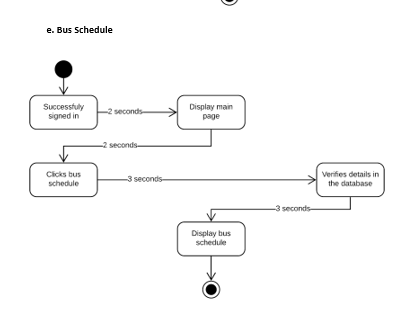 e. Bus Schedule
Successfuly
signed in
2 seconds
Display main
page
2 seconds
Clicks bus
schedule
3 seconds
Verifies details in
the database
3 seconds
Display bus
schedule